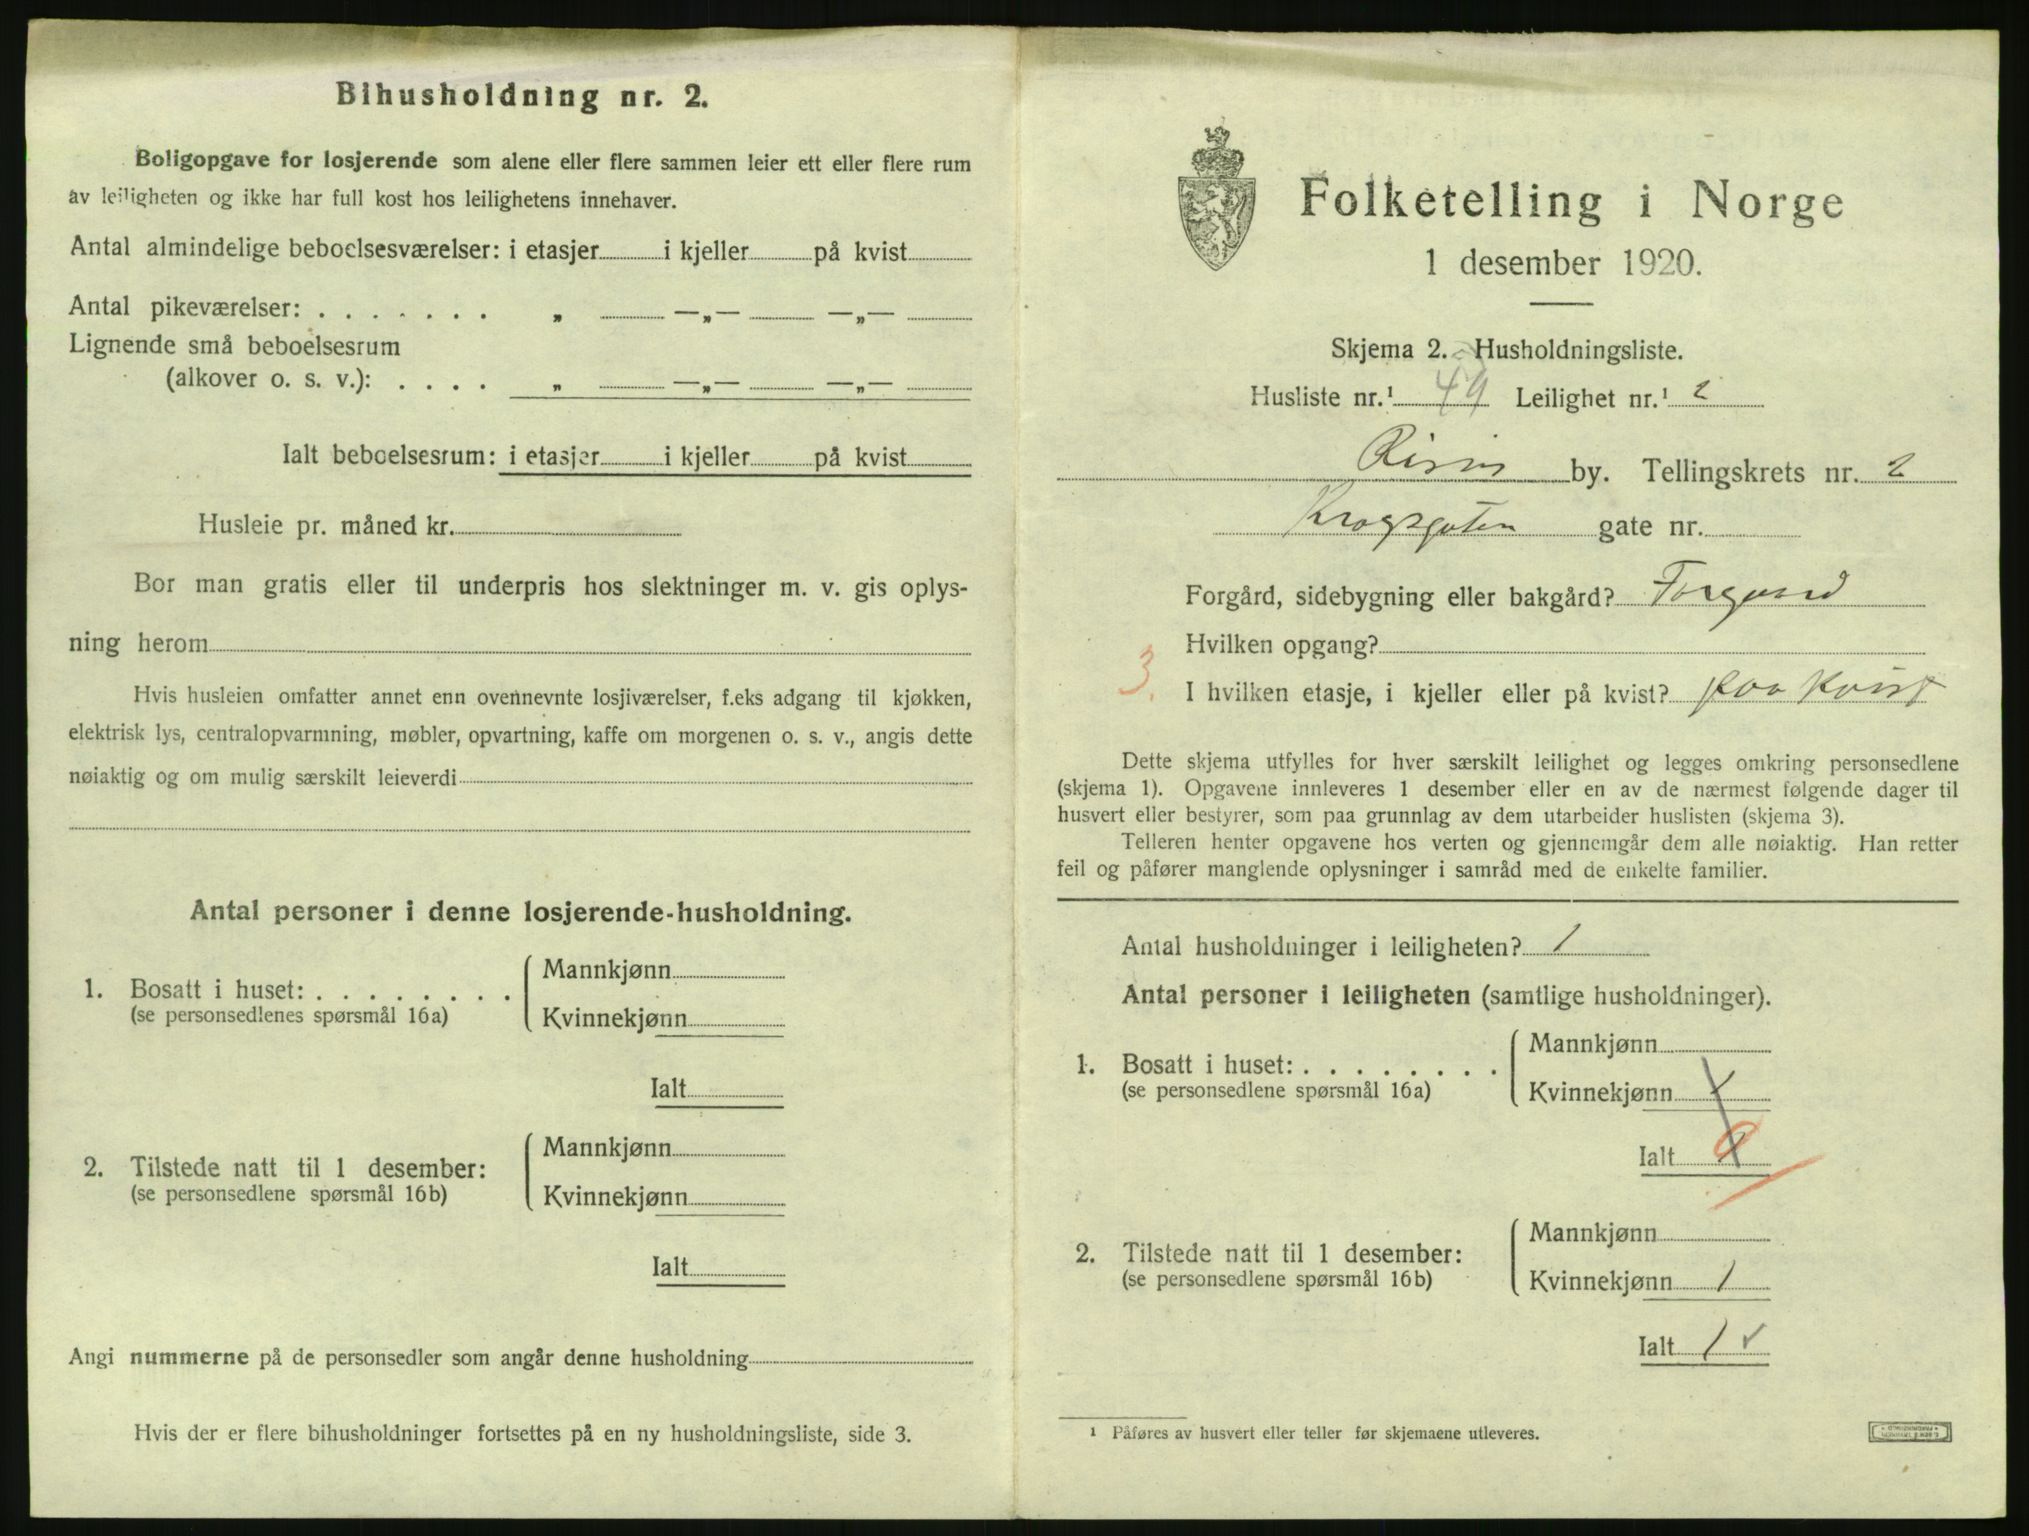 Bihusholdning nr. 2.
Boligopgave for losjerende som alene eller flere sammen leier ett eller flere rum
av leiligheten og ikke har full kost hos leilighetens innehaver.
Antal almindelige beboelsesværelser: i etasjer i kjeller på kvist
Antal pikeværelser: . . . . . . . „ —„— —„—
Lignende små beboelsesrum
(alkover o. s. v.): . . . . „ —„— —„—
Ialt beboelsesrum: i etasjer i kjeller på kvist
Husleie pr. måned kr.
Bor man gratis eller til underpris hos slektninger m. v. gis oplys-
ning herom
Hvis husleien omfatter annet enn ovennevnte losjiværelser, f.eks adgang til kjøkken,
elektrisk lys, centralopvarmning, møbler, opvartning, kaffe om morgenen o. s. v., angis dette
nøiaktig og om mulig særskilt leieverdi
Antal personer i denne losjerende-husholdning.
1. Bosatt i huset: . . . . . . . .
(se personsedlenes spørsmål 16a)
Mannkjønn
Kvinnekjønn
Ialt
2. Tilstede natt til 1 desember:
(se personsedlene spørsmål 16b)
Mannkjønn
Kvinnekjønn
Ialt
Angi nummerne på de personsedler som angår denne husholdning
Hvis der er flere bihusholdninger fortsettes på en ny husholdningsliste, side 3.
Folketelling i Norge
1 desember 1920.
Skjema 2. Husholdningsliste.
Husliste nr.¹ 49 Leilighet nr.¹ 2
Risør by. Tellingskrets nr. 2
Kragsgaten gate nr.
Forgård, sidebygning eller bakgård? Forgaard
Hvilken opgang?
3. I hvilken etasje, i kjeller eller på kvist? paa Kvist
Dette skjema utfylles for hver særskilt leilighet og legges omkring personsedlene
(skjema 1). Opgavene innleveres 1 desember eller en av de nærmest følgende dager til
husvert eller bestyrer, som paa grunnlag av dem utarbeider huslisten (skjema 3).
Telleren henter opgavene hos verten og gjennemgår dem alle nøiaktig. Han retter
feil og påfører manglende oplysninger i samråd med de enkelte familier.
Antal husholdninger i leiligheten? 1
Antal personer i leiligheten (samtlige husholdninger).
1. Bosatt i huset: . . . . . . . .
(se personsedlene spørsmål 16a)
Mannkjønn
Kvinnekjønn 1
Ialt 0
2. Tilstede natt til 1 desember:
(se personsedlene spørsmål 16b)
Mannkjønn
Kvinnekjønn 1
Ialt 1 ✓
¹ Påføres av husvert eller teller før skjemaene utleveres.